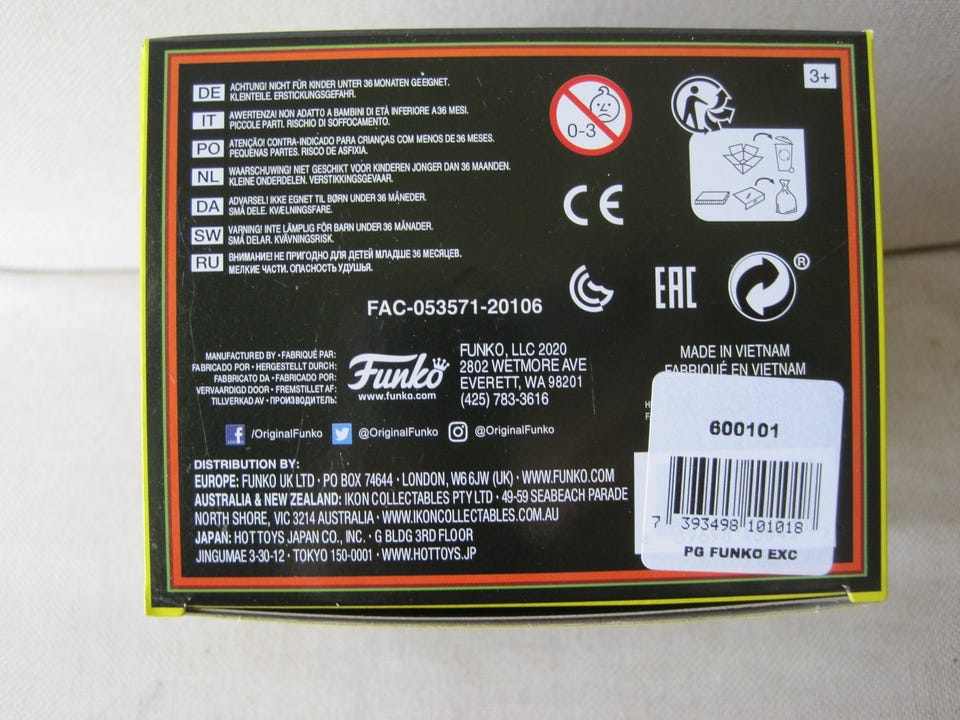 3+
DE ACHTUNG! NICHT FÜR KINDER UNTER 36 MONATEN GEEIGNET.
KLEINTEILE. ERSTICKUNGSGEFAHR.
IT AWERTENZA! NON ADATTO A BAMBINI DI ETÀ INFERIORE A 36 MESI.
PICCOLE PARTI. RISCHIO DI SOFFOCAMENTO.
PO ATENÇÃO! CONTRA-INDICADO PARA CRIANÇAS COM MENOS DE 36 MESES.
PEQUENAS PARTES. RISCO DE ASFIXIA.
NL WAARSCHUWING! NIET GESCHIKT VOOR KINDEREN JONGER DAN 36 MAANDEN.
KLEINE ONDERDELEN. VERSTIKKINGSGEVAAR.
DA ADVARSEL! IKKE EGNET TIL BØRN UNDER 36 MÅNEDER.
SMÅ DELE. KVÆLNINGSFARE.
SW VARNING! INTE LÄMPLIG FÖR BARN UNDER 36 MÅNADER.
SMÅ DELAR. KVÄVNINGSRISK.
RU ВНИМАНИЕ! НЕ ПРИГОДНО ДЛЯ ДЕТЕЙ МЛАДШЕ 36 МЕСЯЦЕВ.
МЕЛКИЕ ЧАСТИ. ОПАСНОСТЬ УДУШЬЯ.
0-3
CE
EAC
®
FAC-053571-20106
MANUFACTURED BY • FABRIQUÉ PAR:
FABRICADO POR • HERGESTELLT DURCH:
FABBRICATO DA • FABRICADO POR:
VERVAARDIGD DOOR • FREMSTILLET AF:
TILLVERKAD AV • ПРОИЗВОДИТЕЛЬ:
Funko
www.funko.com
FUNKO, LLC 2020
2802 WETMORE AVE
EVERETT, WA 98201
(425) 783-3616
MADE IN VIETNAM
FABRIQUÉ EN VIETNAM
/OriginalFunko @OriginalFunko @OriginalFunko
DISTRIBUTION BY:
EUROPE: FUNKO UK LTD • PO BOX 74644 • LONDON, W6 6JW (UK) • WWW.FUNKO.COM
AUSTRALIA & NEW ZEALAND: IKON COLLECTABLES PTY LTD • 49-59 SEABEACH PARADE
NORTH SHORE, VIC 3214 AUSTRALIA • WWW.IKONCOLLECTABLES.COM.AU
JAPAN: HOT TOYS JAPAN CO., INC. • G BLDG 3RD FLOOR
JINGUMAE 3-30-12 • TOKYO 150-0001 • WWW.HOTTOYS.JP
600101
7 393498 101018
PG FUNKO EXC